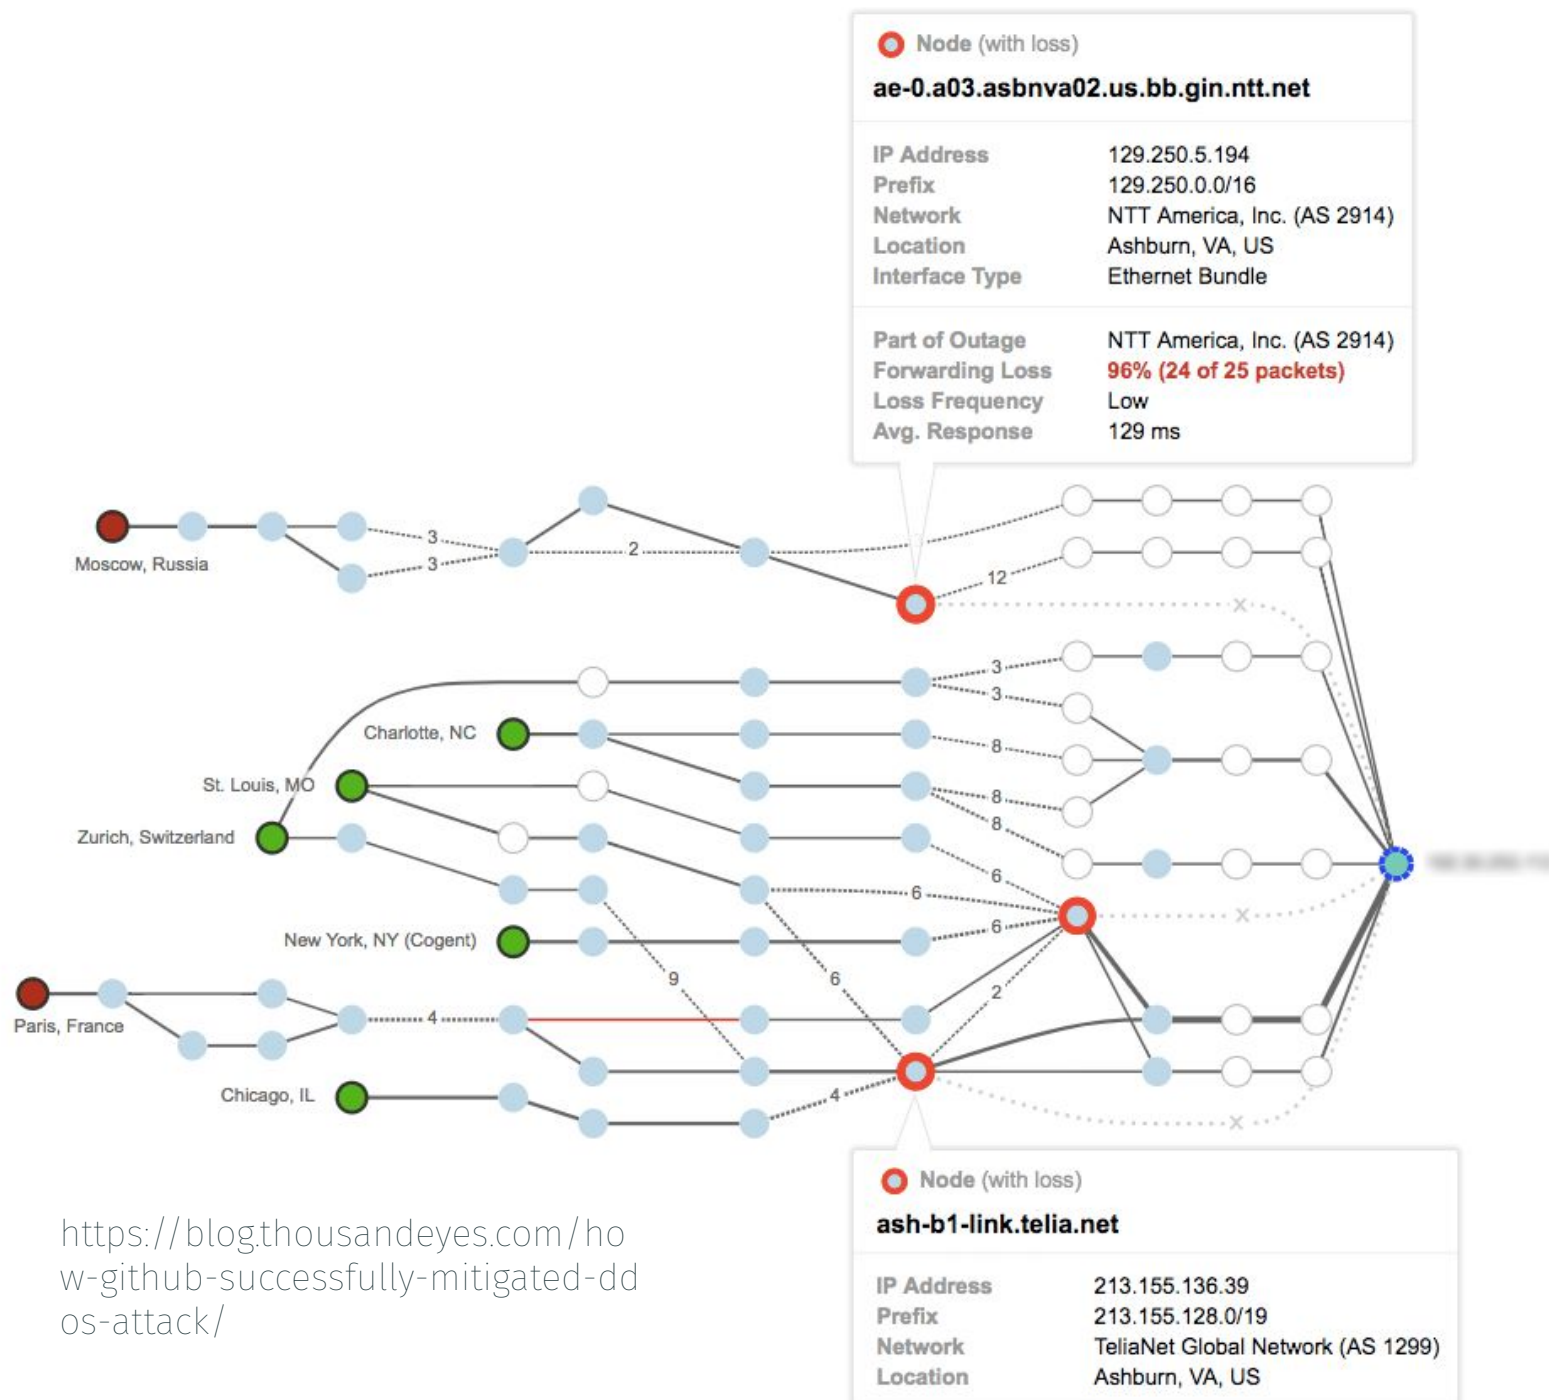 Node (with loss)
ae-0.a03.asbnva02.us.bb.gin.ntt.net
IP Address 129.250.5.194
Prefix 129.250.0.0/16
Network NTT America, Inc. (AS 2914)
Location Ashburn, VA, US
Interface Type Ethernet Bundle
Part of Outage NTT America, Inc. (AS 2914)
Forwarding Loss 96% (24 of 25 packets)
Loss Frequency Low
Avg. Response 129 ms
3
2
Moscow, Russia
3
12
x
3
3
Charlotte, NC
8
St. Louis, MO
8
8
Zurich, Switzerland
6
6
x
6
New York, NY (Cogent)
9
6
2
4
Paris, France
Chicago, IL
4
x
Node (with loss)
ash-b1-link.telia.net
IP Address 213.155.136.39
Prefix 213.155.128.0/19
Network TeliaNet Global Network (AS 1299)
Location Ashburn, VA, US
https://blog.thousandeyes.com/ho
w-github-successfully-mitigated-dd
os-attack/